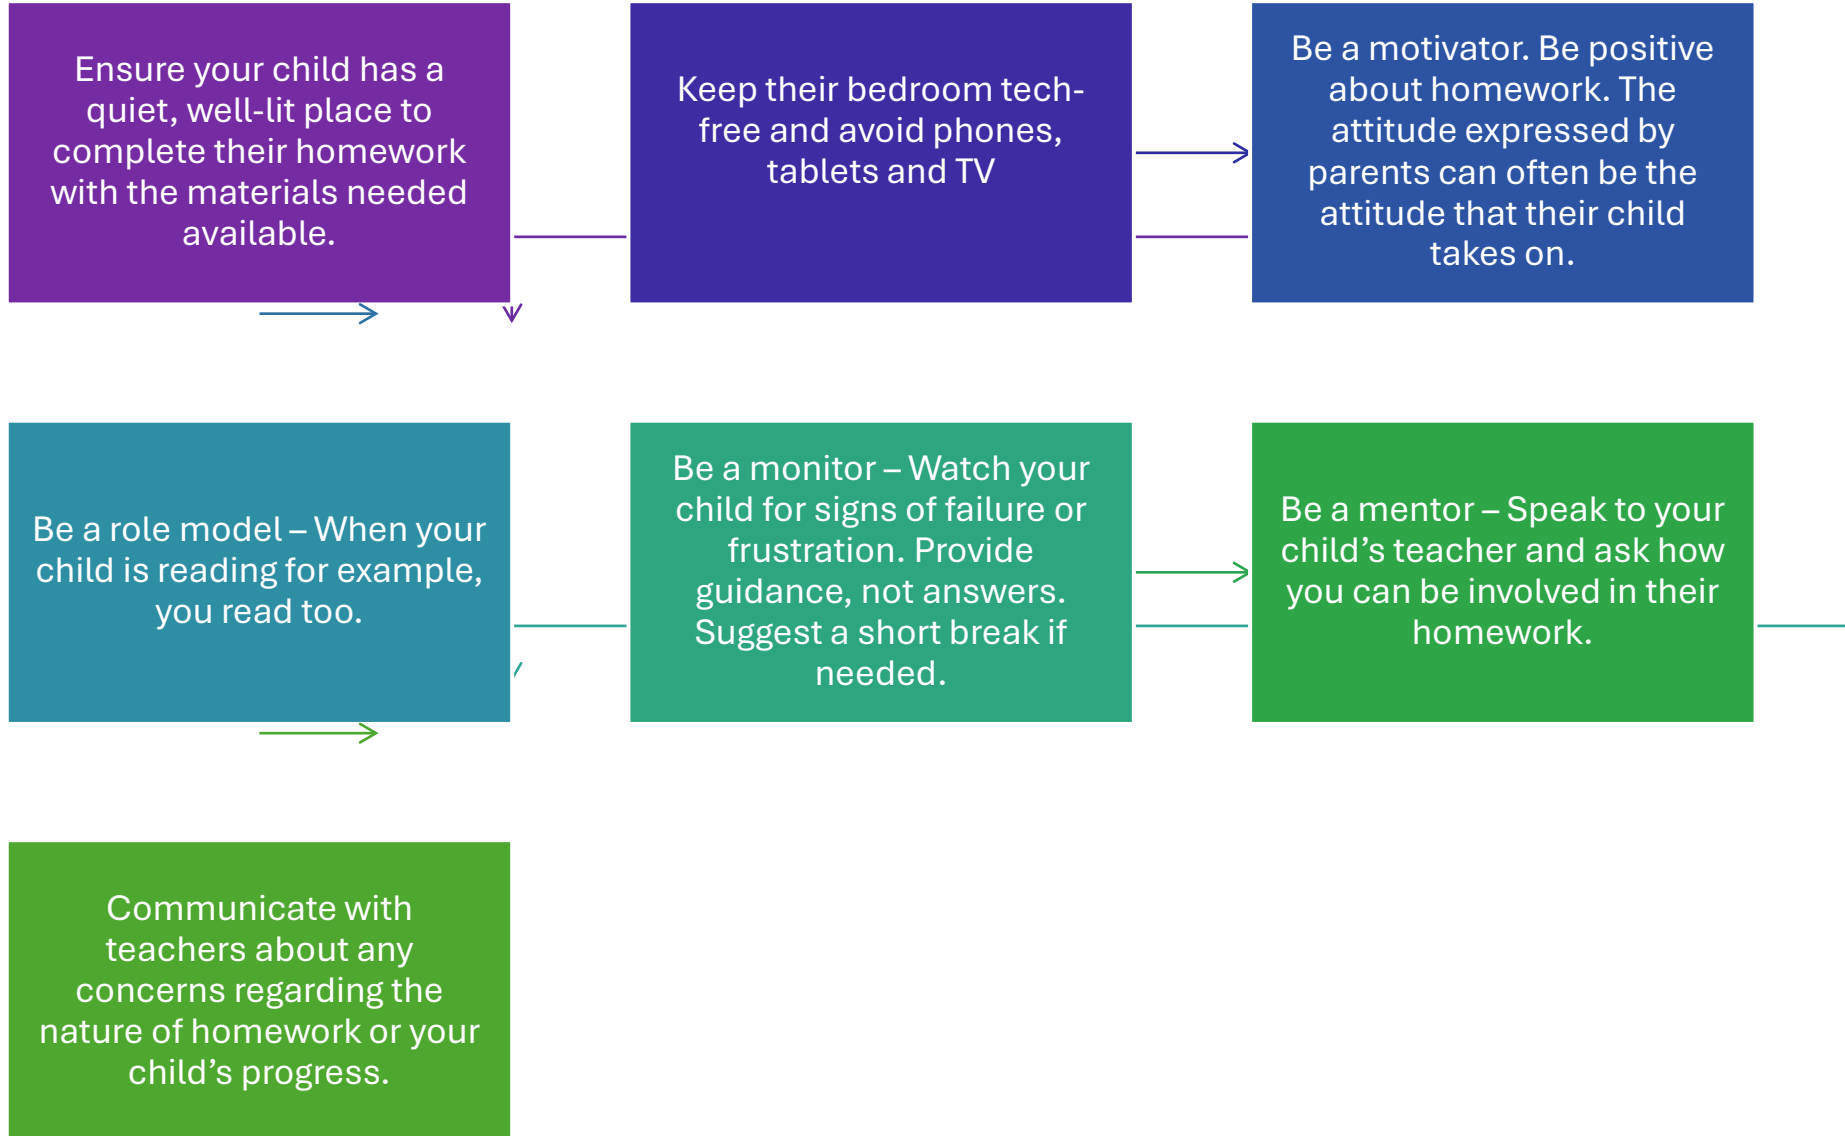 Ensure your child has a
quiet, well-lit place to
complete their homework
with the materials needed
available.
Keep their bedroom tech-
free and avoid phones,
tablets and TV
Be a motivator. Be positive
about homework. The
attitude expressed by
parents can often be the
attitude that their child
takes on.
Be a role model – When your
child is reading for example,
you read too.
Be a monitor – Watch your
child for signs of failure or
frustration. Provide
guidance, not answers.
Suggest a short break if
needed.
Be a mentor – Speak to your
child’s teacher and ask how
you can be involved in their
homework.
Communicate with
teachers about any
concerns regarding the
nature of homework or your
child’s progress.